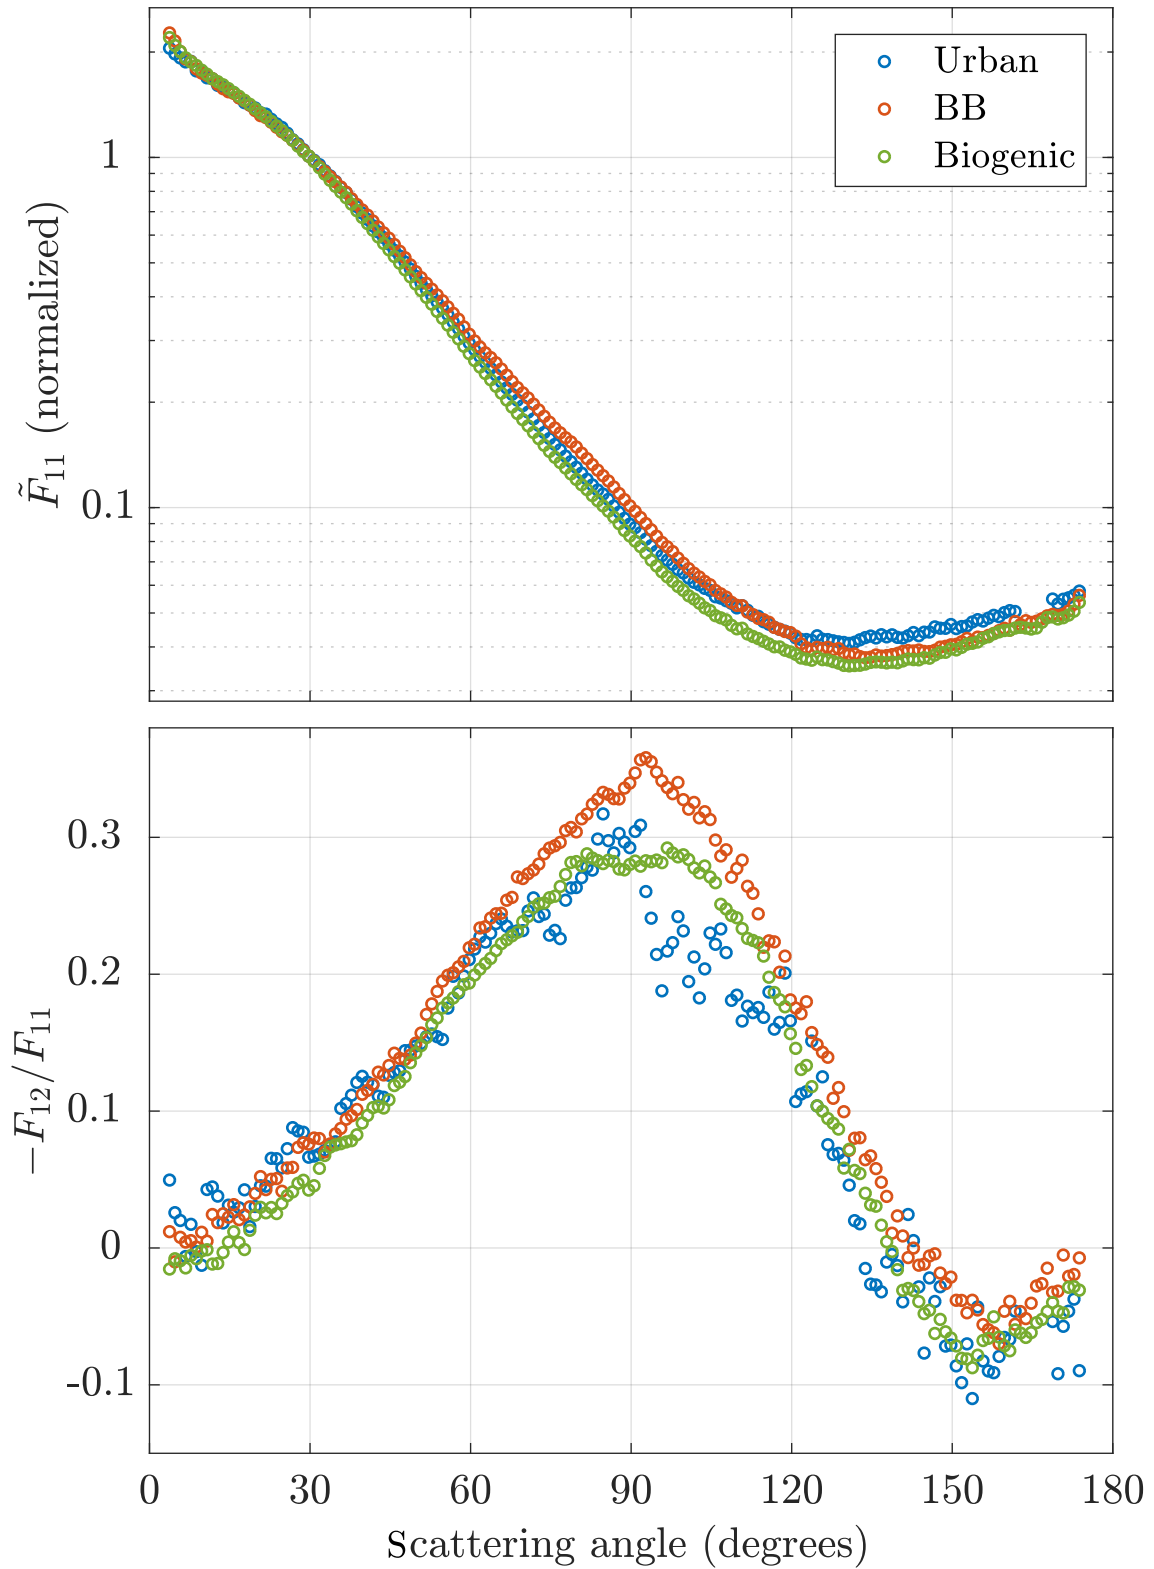 Urban
BB
Biogenic
1
0.1
F̃₁₁ (normalized)
0.3
0.2
0.1
0
-0.1
−F₁₂/F₁₁
0 30 60 90 120 150 180
Scattering angle (degrees)